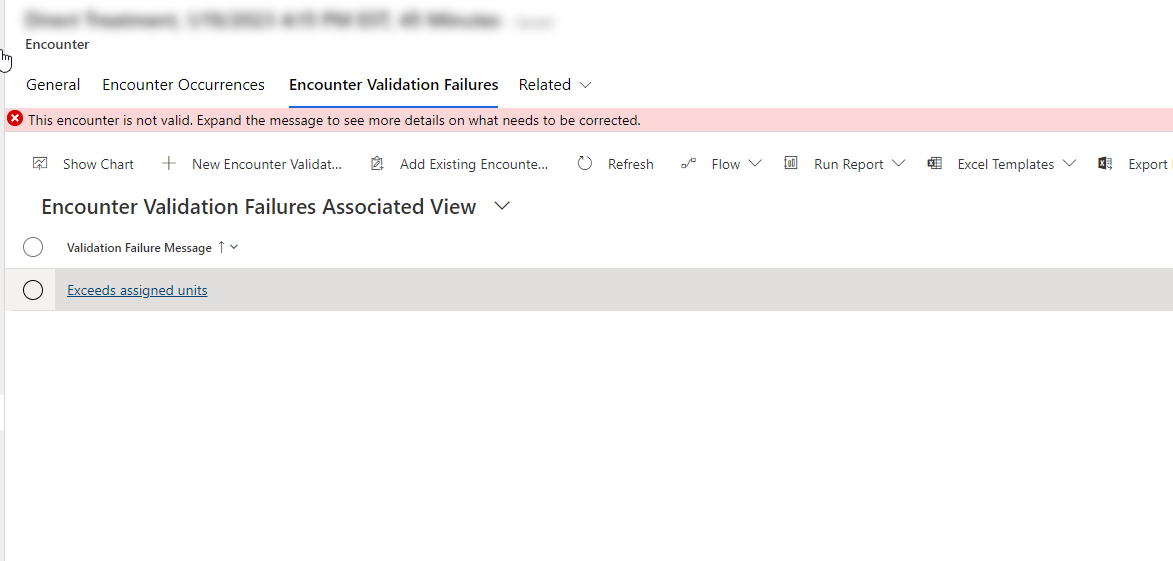 Encounter
General Encounter Occurrences Encounter Validation Failures Related
This encounter is not valid. Expand the message to see more details on what needs to be corrected.
Show Chart New Encounter Validat... Add Existing Encounte... Refresh Flow Run Report Excel Templates Export
Encounter Validation Failures Associated View
Validation Failure Message
Exceeds assigned units